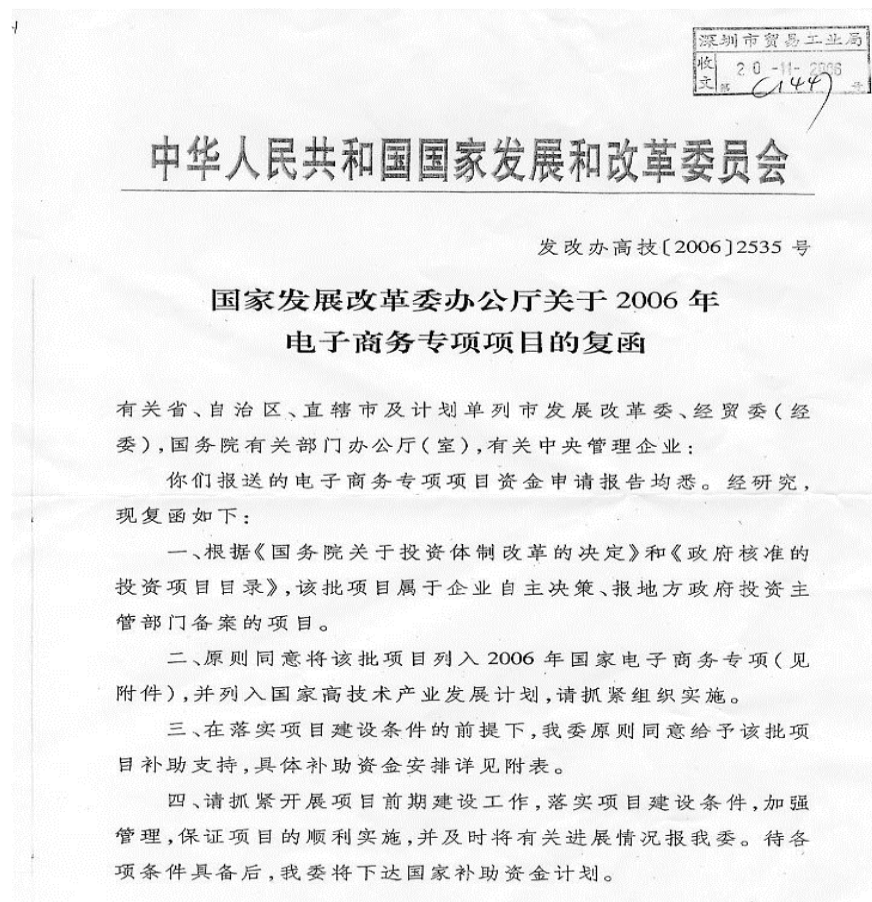 深圳市贸易工业局
收文 20-11-2006
第 6144 号
中华人民共和国国家发展和改革委员会
发改办高技〔2006〕2535 号
国家发展改革委办公厅关于 2006 年
电子商务专项项目的复函
有关省、自治区、直辖市及计划单列市发展改革委、经贸委(经
委),国务院有关部门办公厅(室),有关中央管理企业:
你们报送的电子商务专项项目资金申请报告均悉。经研究,
现复函如下:
一、根据《国务院关于投资体制改革的决定》和《政府核准的
投资项目目录》,该批项目属于企业自主决策、报地方政府投资主
管部门备案的项目。
二、原则同意将该批项目列入 2006 年国家电子商务专项(见
附件),并列入国家高技术产业发展计划,请抓紧组织实施。
三、在落实项目建设条件的前提下,我委原则同意给予该批项
目补助支持,具体补助资金安排详见附表。
四、请抓紧开展项目前期建设工作,落实项目建设条件,加强
管理,保证项目的顺利实施,并及时将有关进展情况报我委。待各
项条件具备后,我委将下达国家补助资金计划。